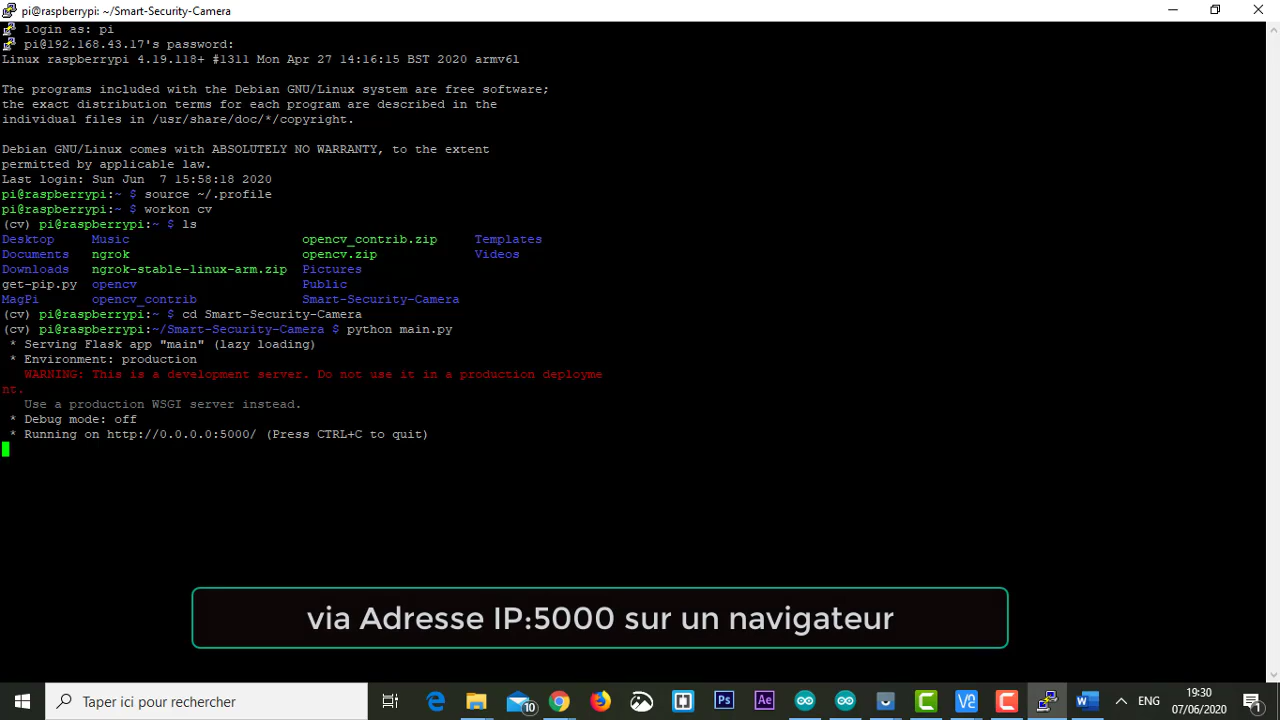 pi@raspberrypi: ~/Smart-Security-Camera
login as: pi
pi@192.168.43.17's password:
Linux raspberrypi 4.19.118+ #1311 Mon Apr 27 14:16:15 BST 2020 armv6l
The programs included with the Debian GNU/Linux system are free software;
the exact distribution terms for each program are described in the
individual files in /usr/share/doc/*/copyright.
Debian GNU/Linux comes with ABSOLUTELY NO WARRANTY, to the extent
permitted by applicable law.
Last login: Sun Jun  7 15:58:18 2020
pi@raspberrypi:~ $ source ~/.profile
pi@raspberrypi:~ $ workon cv
(cv) pi@raspberrypi:~ $ ls
Desktop Music opencv_contrib.zip Templates
Documents ngrok opencv.zip Videos
Downloads ngrok-stable-linux-arm.zip Pictures
get-pip.py opencv Public
MagPi opencv_contrib Smart-Security-Camera
(cv) pi@raspberrypi:~ $ cd Smart-Security-Camera
(cv) pi@raspberrypi:~/Smart-Security-Camera $ python main.py
* Serving Flask app "main" (lazy loading)
* Environment: production
WARNING: This is a development server. Do not use it in a production deployme
nt.
Use a production WSGI server instead.
* Debug mode: off
* Running on http://0.0.0.0:5000/ (Press CTRL+C to quit)
via Adresse IP:5000 sur un navigateur
Taper ici pour rechercher
10
Ps
Ae
ENG
19:30
07/06/2020
1